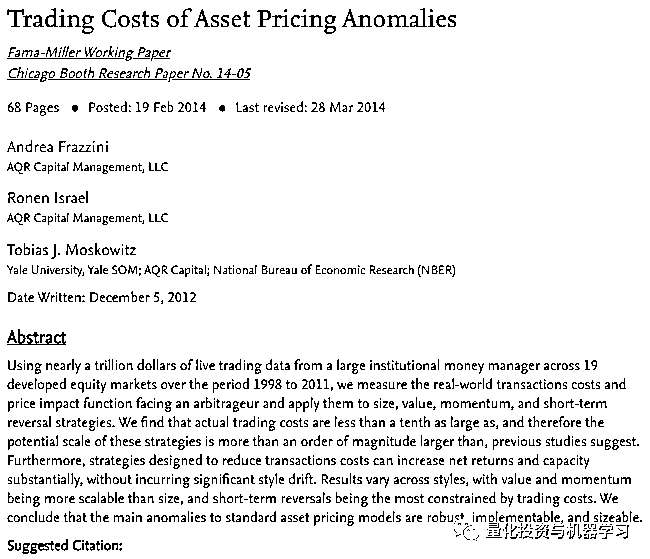 Trading Costs of Asset Pricing Anomalies
Fama-Miller Working Paper
Chicago Booth Research Paper No. 14-05
68 Pages • Posted: 19 Feb 2014 • Last revised: 28 Mar 2014
Andrea Frazzini
AQR Capital Management, LLC
Ronen Israel
AQR Capital Management, LLC
Tobias J. Moskowitz
Yale University, Yale SOM; AQR Capital; National Bureau of Economic Research (NBER)
Date Written: December 5, 2012
Abstract
Using nearly a trillion dollars of live trading data from a large institutional money manager across 19
developed equity markets over the period 1998 to 2011, we measure the real-world transactions costs and
price impact function facing an arbitrageur and apply them to size, value, momentum, and short-term
reversal strategies. We find that actual trading costs are less than a tenth as large as, and therefore the
potential scale of these strategies is more than an order of magnitude larger than, previous studies suggest.
Furthermore, strategies designed to reduce transactions costs can increase net returns and capacity
substantially, without incurring significant style drift. Results vary across styles, with value and momentum
being more scalable than size, and short-term reversals being the most constrained by trading costs. We
conclude that the main anomalies to standard asset pricing models are robust, implementable, and sizeable.
量化投资与机器学习
Suggested Citation: